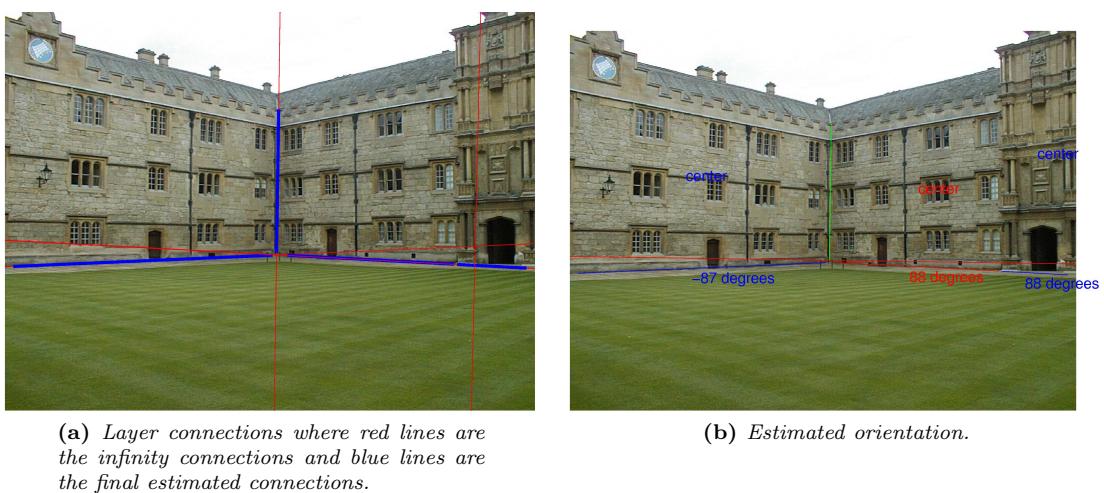 center
center
center
−87 degrees
88 degrees
88 degrees
(a) Layer connections where red lines are
the infinity connections and blue lines are
the final estimated connections.
(b) Estimated orientation.